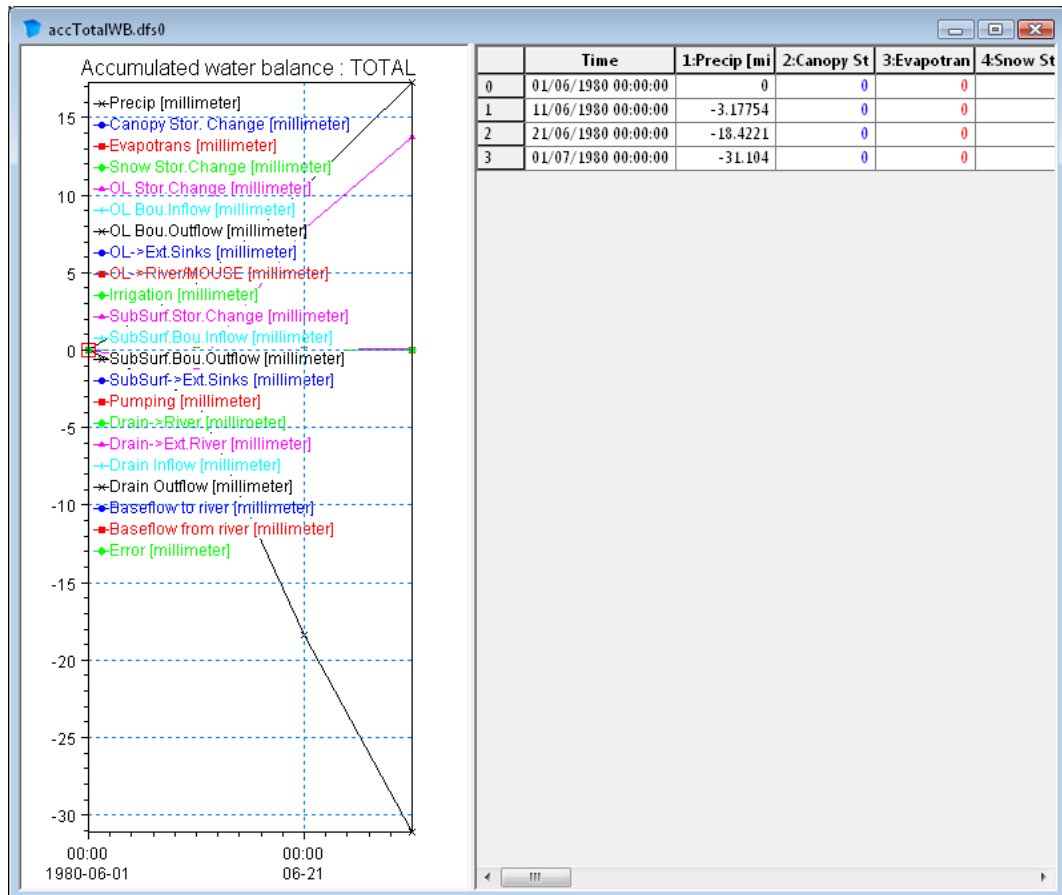 accTotalWB.dfs0
Accumulated water balance : TOTAL
Precip [millimeter]
Canopy Stor. Change [millimeter]
Evapotrans [millimeter]
Snow Stor.Change [millimeter]
OL Stor.Change [millimeter]
OL Bou.Inflow [millimeter]
OL Bou.Outflow [millimeter]
OL->Ext.Sinks [millimeter]
OL->River/MOUSE [millimeter]
Irrigation [millimeter]
SubSurf.Stor.Change [millimeter]
SubSurf.Bou.Inflow [millimeter]
SubSurf.Bou.Outflow [millimeter]
SubSurf->Ext.Sinks [millimeter]
Pumping [millimeter]
Drain->River [millimeter]
Drain->Ext.River [millimeter]
Drain Inflow [millimeter]
Drain Outflow [millimeter]
Baseflow to river [millimeter]
Baseflow from river [millimeter]
Error [millimeter]
15
10
5
0
-5
-10
-15
-20
-25
-30
00:00 00:00
1980-06-01 06-21
Time 1:Precip [mi 2:Canopy St 3:Evapotran 4:Snow St
0 01/06/1980 00:00:00 0 0 0
1 11/06/1980 00:00:00 -3.17754 0 0
2 21/06/1980 00:00:00 -18.4221 0 0
3 01/07/1980 00:00:00 -31.104 0 0